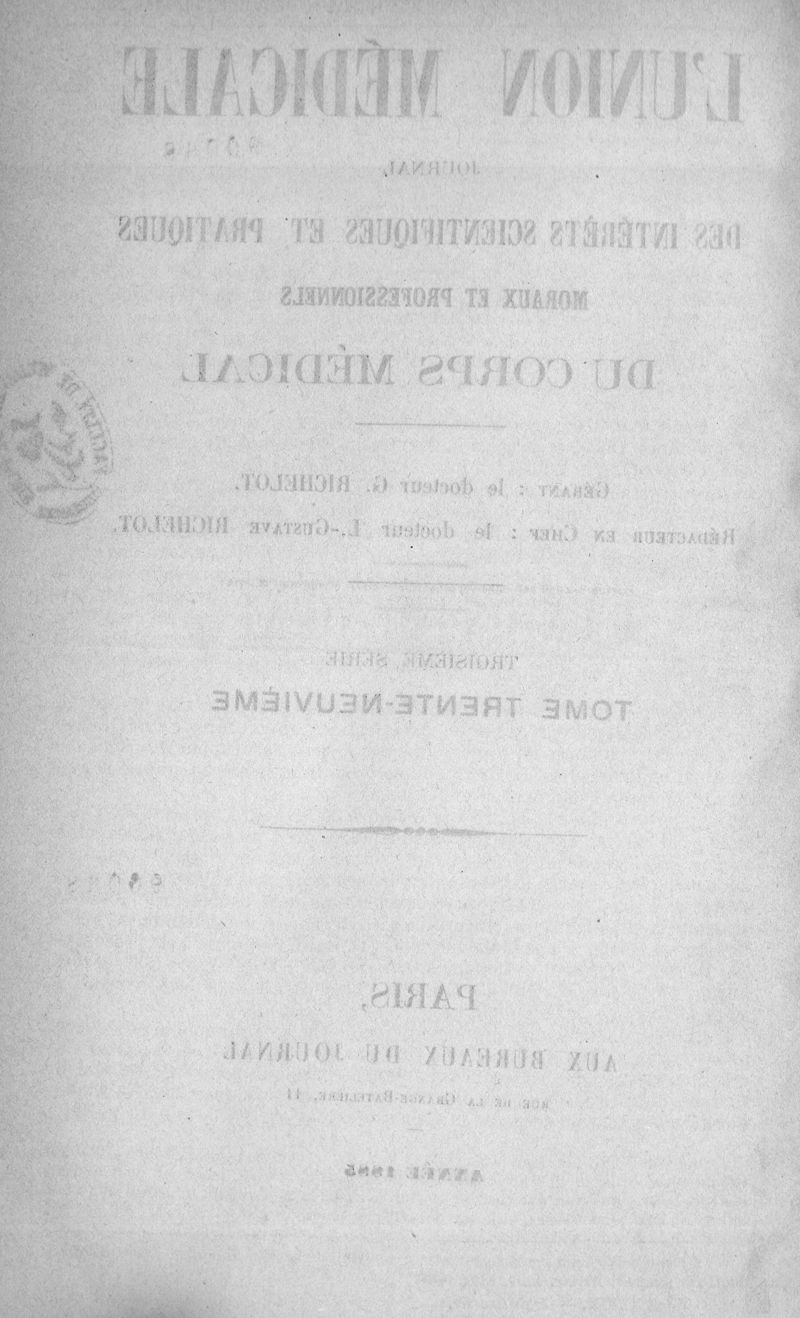 L'UNION MÉDICALE
JOURNAL
DES INTÉRÊTS SCIENTIFIQUES ET PRATIQUES
MORAUX ET PROFESSIONNELS
DU CORPS MÉDICAL
GÉRANT : le docteur G. RICHELOT.
RÉDACTEUR EN CHEF : le docteur L.-GUSTAVE RICHELOT.
TROISIÈME SÉRIE
TOME TRENTE-NEUVIÈME
PARIS,
AUX BUREAUX DU JOURNAL
RUE DE LA GRANGE-BATELIÈRE, 11
ANNÉE 1885